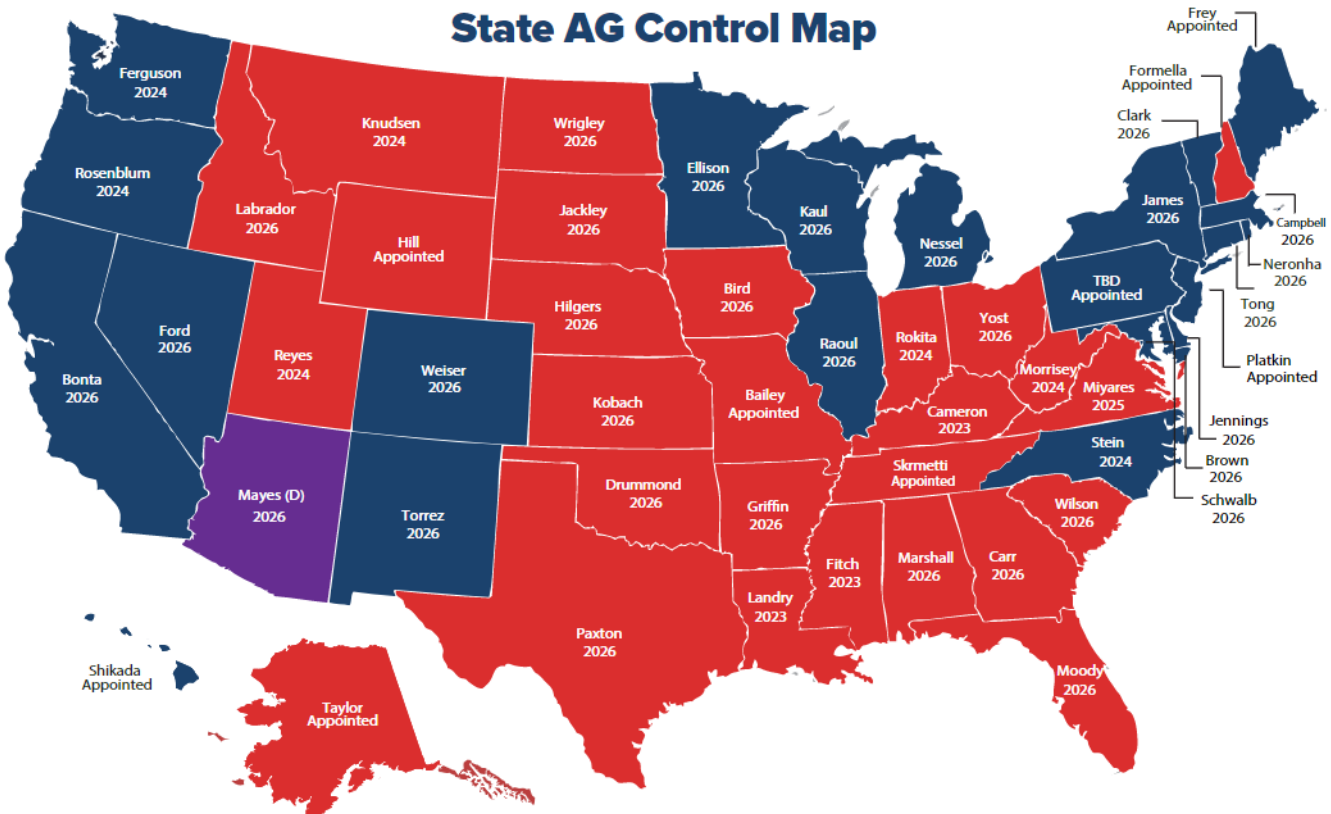 State AG Control Map
Frey
Appointed
Formella
Appointed
Clark
2026
Ferguson
2024
Knudsen
2024
Wrigley
2026
Ellison
2026
Rosenblum
2024
Labrador
2026
Hill
Appointed
Jackley
2026
Kaul
2026
Nessel
2026
James
2026
Campbell
2026
Neronha
2026
Tong
2026
Platkin
Appointed
TBD
Appointed
Bird
2026
Hilgers
2026
Ford
2026
Reyes
2024
Weiser
2026
Bonta
2026
Kobach
2026
Bailey
Appointed
Raoul
2026
Rokita
2024
Yost
2026
Morrisey
2024
Miyares
2025
Cameron
2023
Jennings
2026
Brown
2026
Schwalb
2026
Stein
2024
Skrmetti
Appointed
Mayes (D)
2026
Torrez
2026
Drummond
2026
Griffin
2026
Wilson
2026
Fitch
2023
Marshall
2026
Carr
2026
Landry
2023
Paxton
2026
Moody
2026
Shikada
Appointed
Taylor
Appointed